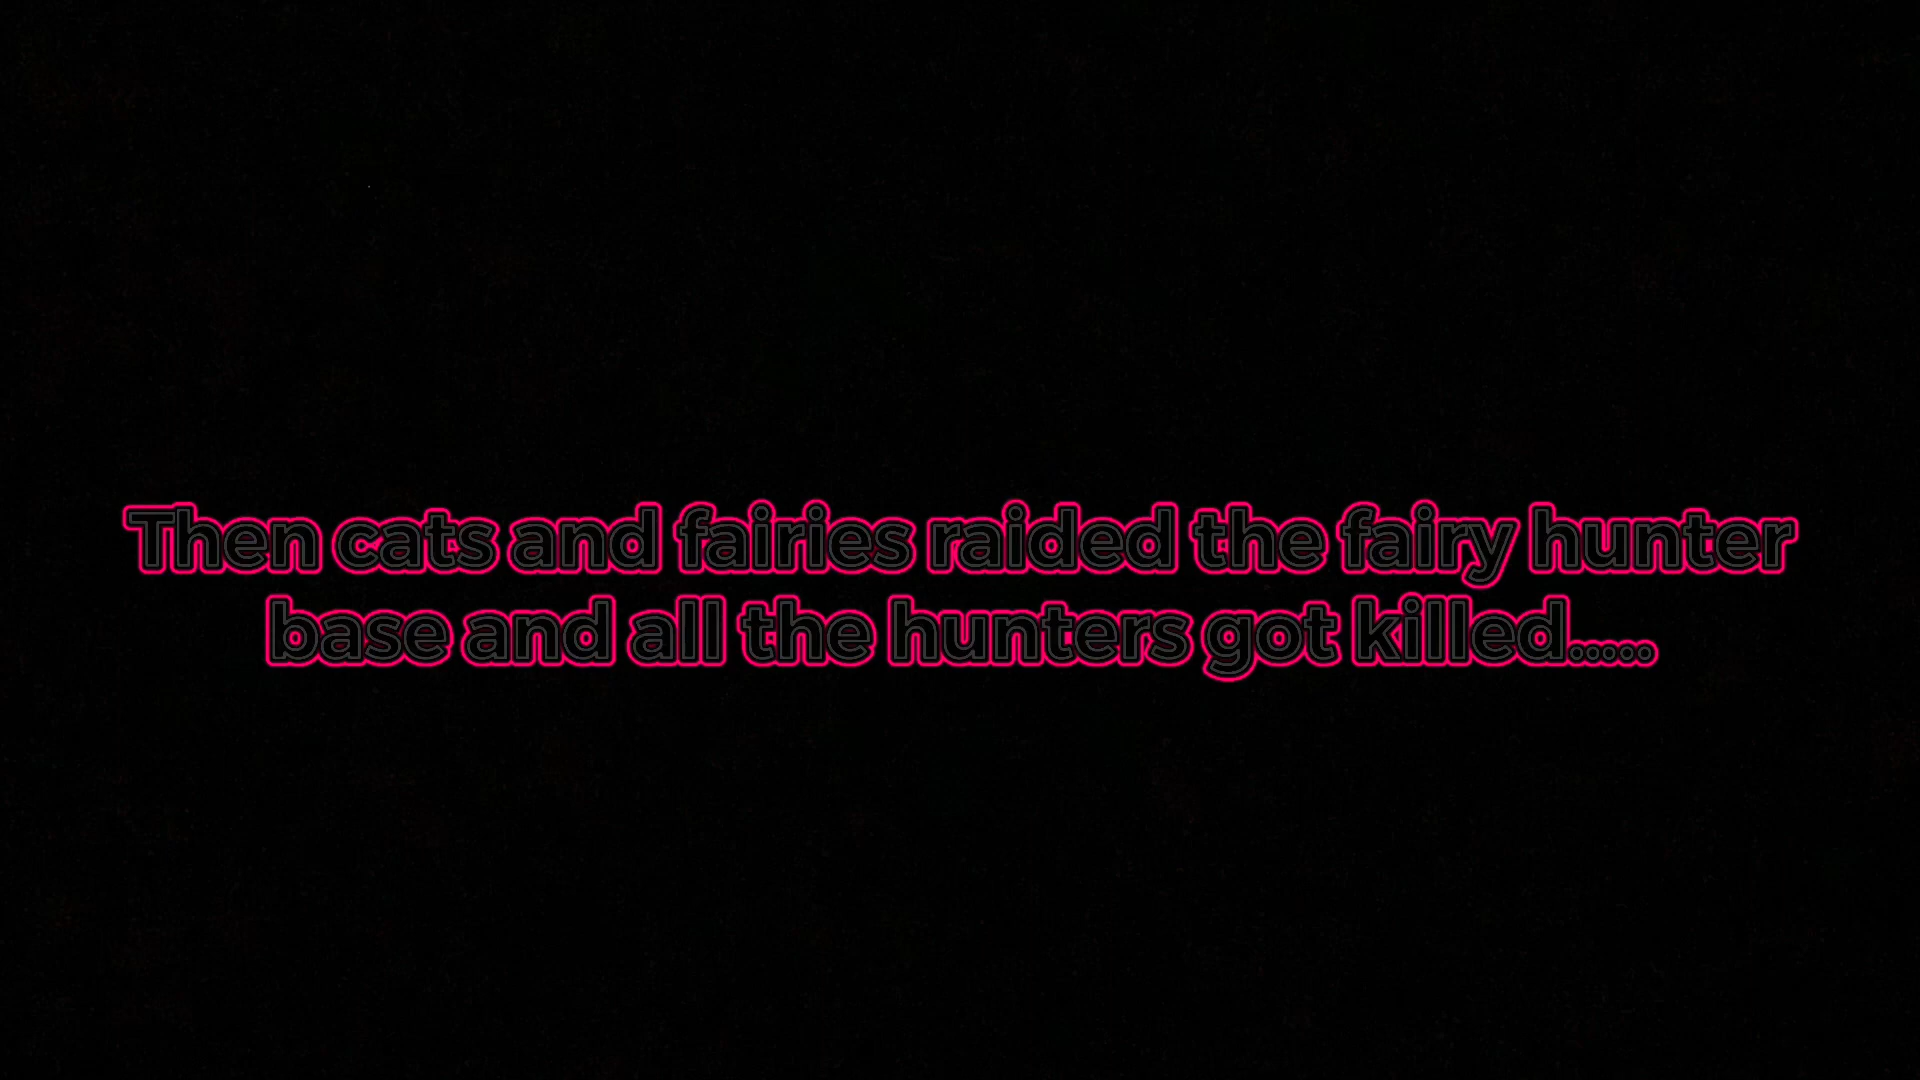 Then cats and fairies raided the fairy hunter
base and all the hunters got killed.....